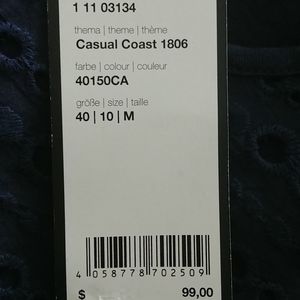 1 11 03134
thema | theme | thème
Casual Coast 1806
farbe | colour | couleur
40150CA
größe | size | taille
40 | 10 | M
4 058778 702509
$ 99,00